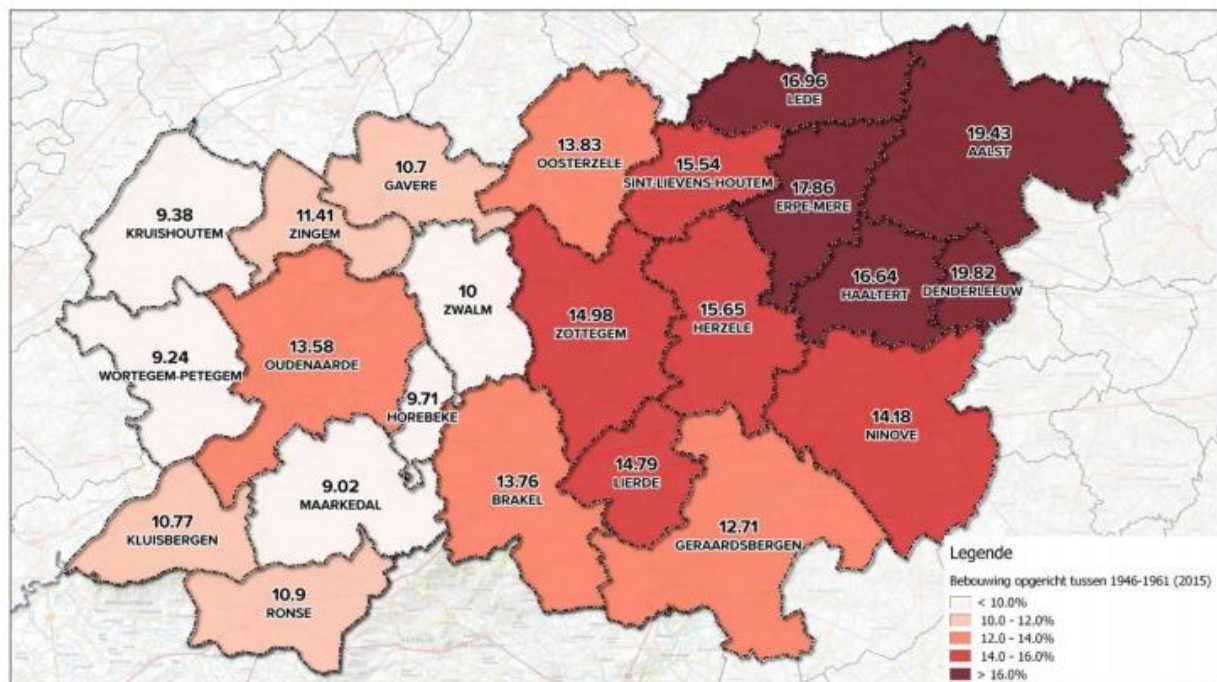 16.96
LEDE
19.43
AALST
13.83
OOSTERZELE
15.54
SINT-LIEVENS-HOUTEM
10.7
GAVERE
17.86
ERPE-MERE
9.38
KRUISHOUTEM
11.41
ZINGEM
16.64
HAALTERT
19.82
DENDERLEEUW
10
ZWALM
14.98
ZOTTEGEM
15.65
HERZELE
13.58
OUDENAARDE
9.24
WORTEGEM-PETEGEM
9.71
HOREBEKE
14.18
NINOVE
14.79
LIERDE
13.76
BRAKEL
9.02
MAARKEDAL
12.71
GERAARDSBERGEN
10.77
KLUISBERGEN
10.9
RONSE
Legende
Bebouwing opgericht tussen 1946-1961 (2015)
< 10.0%
10.0 - 12.0%
12.0 - 14.0%
14.0 - 16.0%
> 16.0%